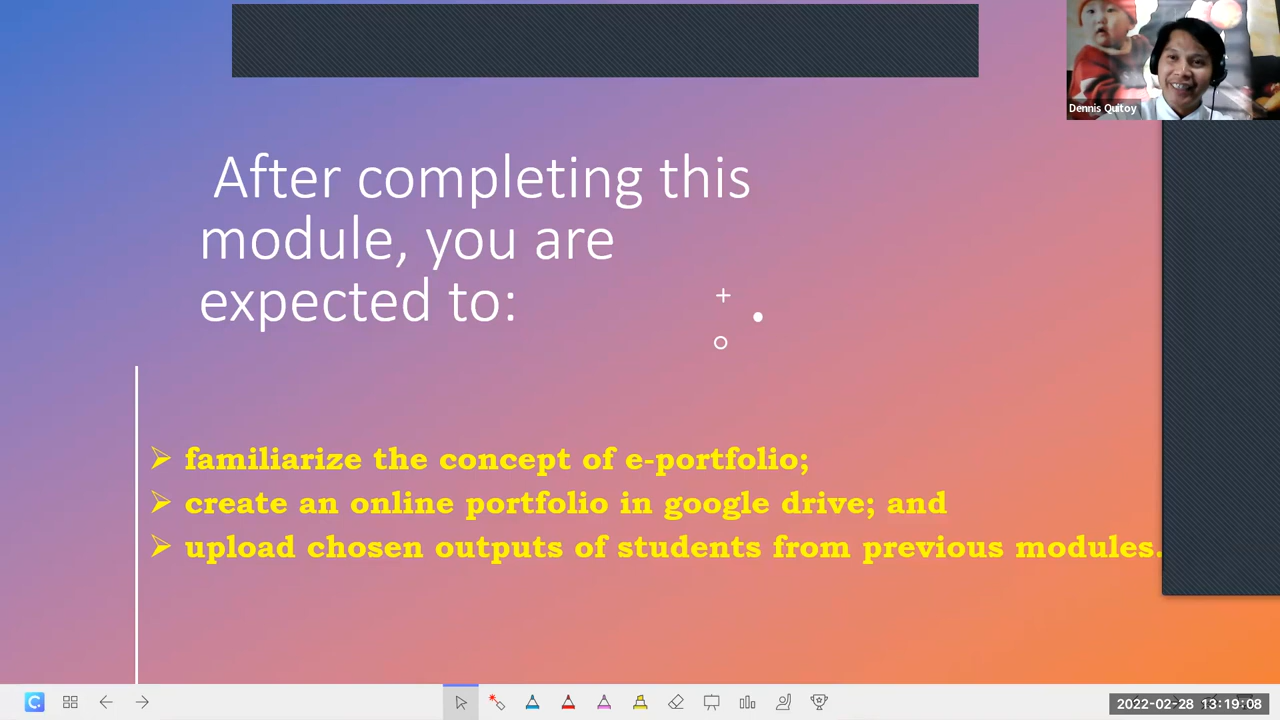 Dennis Quitoy
After completing this
module, you are
expected to:
familiarize the concept of e-portfolio;
create an online portfolio in google drive; and
upload chosen outputs of students from previous modules.
2022-02-28 13:19:08